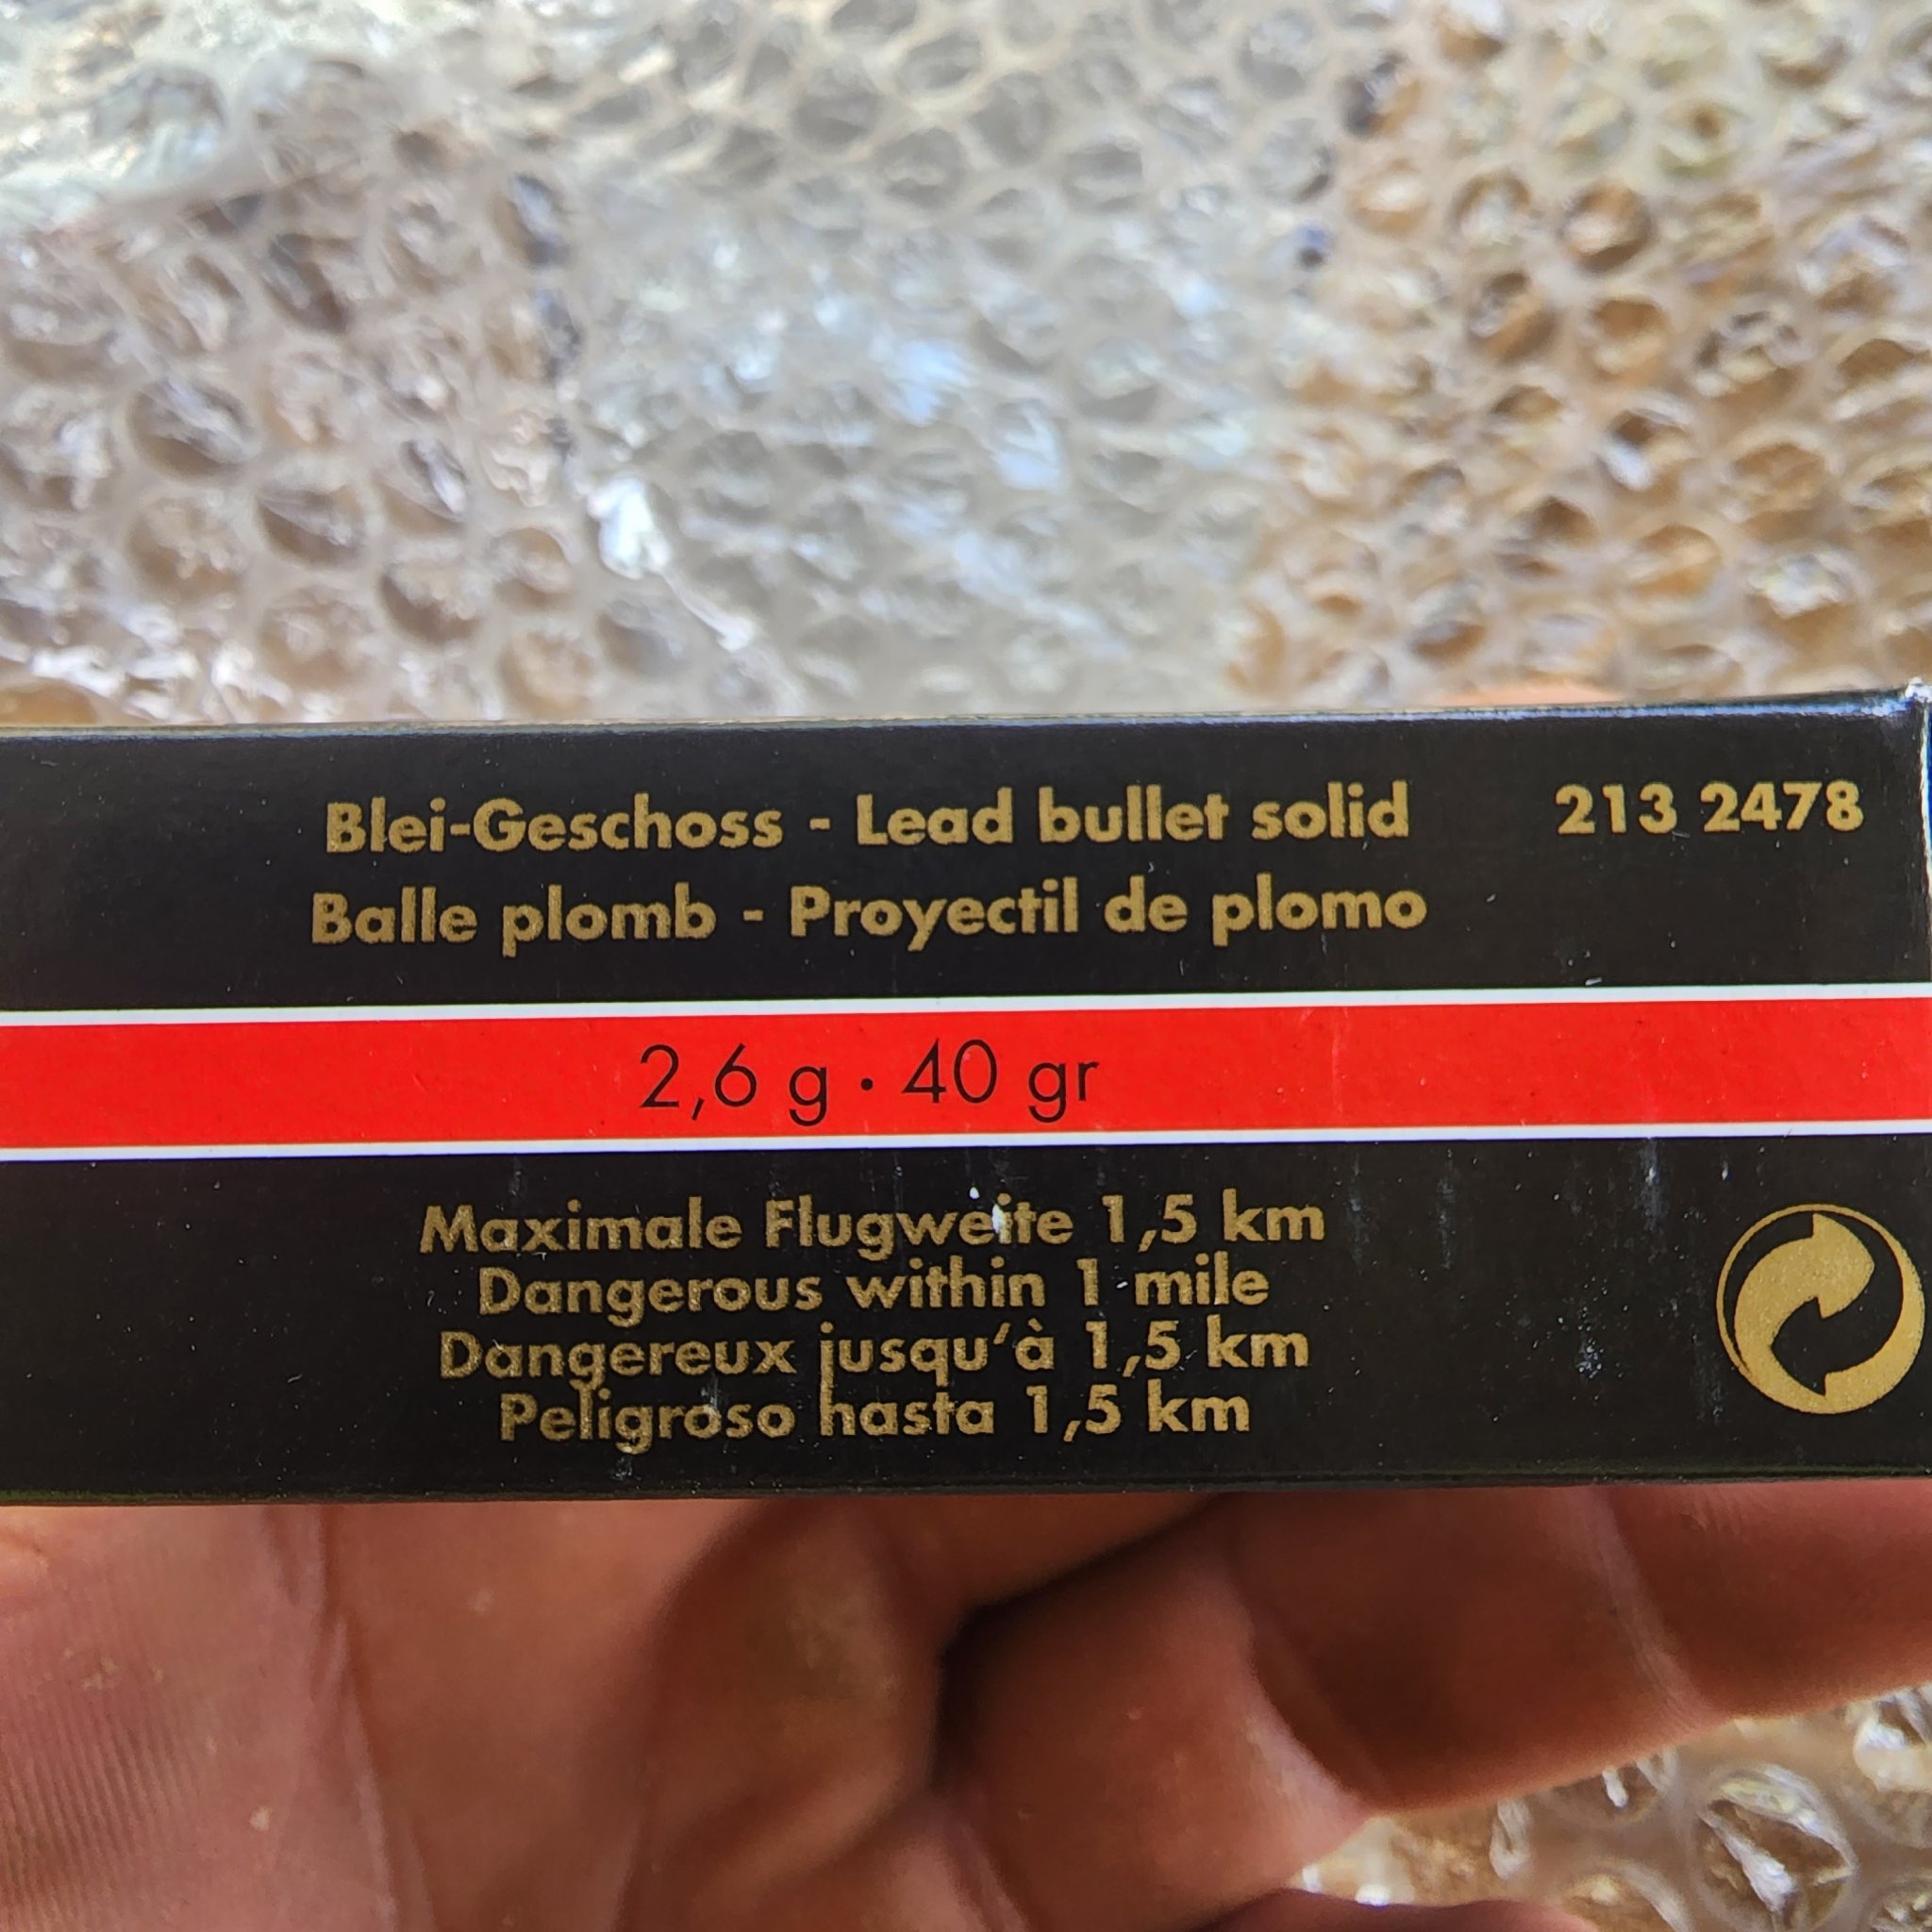 Blei-Geschoss - Lead bullet solid 213 2478
Balle plomb - Proyectil de plomo
2,6 g · 40 gr
Maximale Flugweite 1,5 km
Dangerous within 1 mile
Dangereux jusqu'à 1,5 km
Peligroso hasta 1,5 km